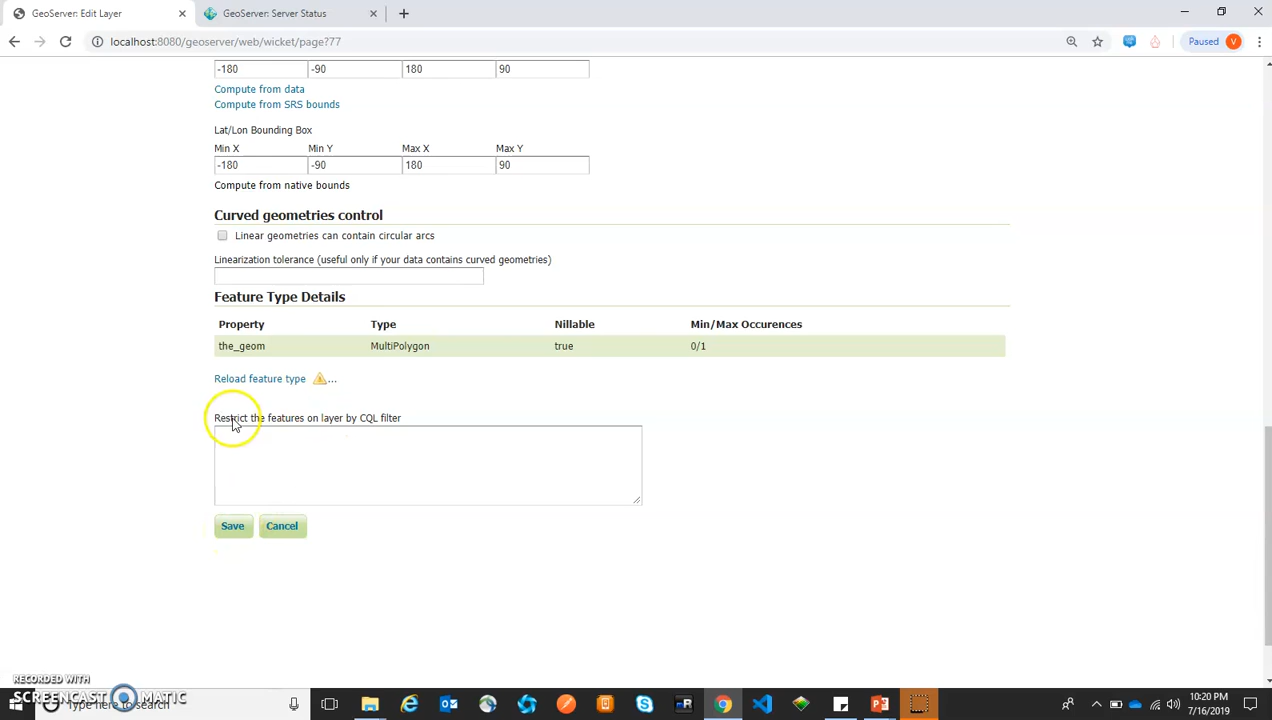 GeoServer: Edit Layer
GeoServer: Server Status
localhost:8080/geoserver/web/wicket/page?77
Paused V
-180 -90 180 90
Compute from data
Compute from SRS bounds
Lat/Lon Bounding Box
Min X Min Y Max X Max Y
-180 -90 180 90
Compute from native bounds
Curved geometries control
Linear geometries can contain circular arcs
Linearization tolerance (useful only if your data contains curved geometries)
Feature Type Details
Property Type Nillable Min/Max Occurences
the_geom MultiPolygon true 0/1
Reload feature type ...
Restrict the features on layer by CQL filter
Save Cancel
RECORDED WITH
SCREENCAST MATIC
Type here to search
10:20 PM
7/16/2019